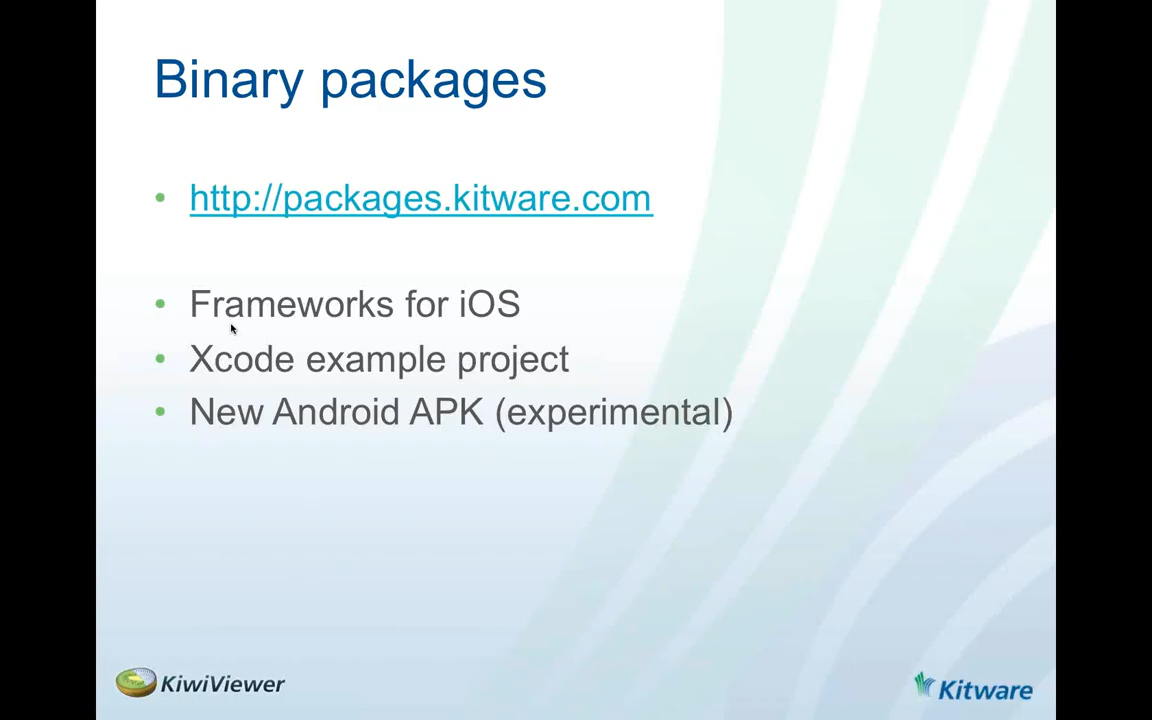 Binary packages
• http://packages.kitware.com
• Frameworks for iOS
• Xcode example project
• New Android APK (experimental)
KiwiViewer
Kitware